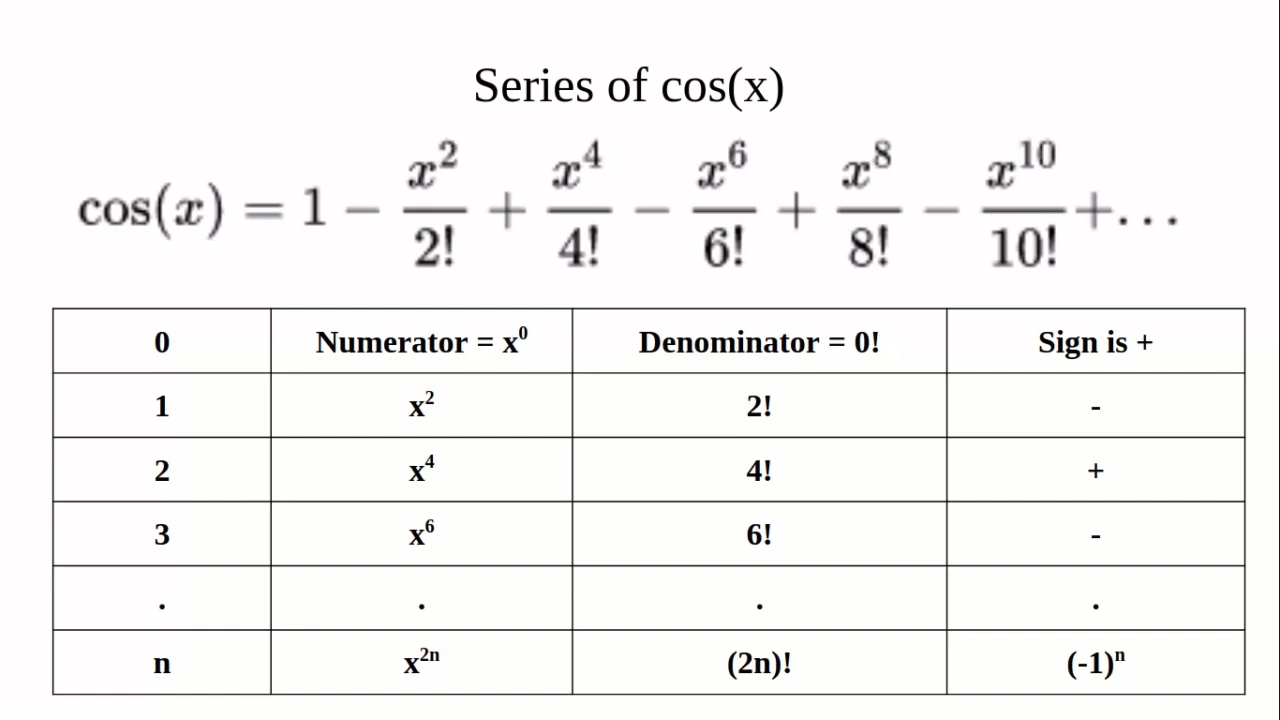 Series of cos(x)
cos(x) = 1 − x²/2! + x⁴/4! − x⁶/6! + x⁸/8! − x¹⁰/10! +...
0 Numerator = x⁰ Denominator = 0! Sign is +
1 x² 2! -
2 x⁴ 4! +
3 x⁶ 6! -
. . . .
n x²ⁿ (2n)! (-1)ⁿ